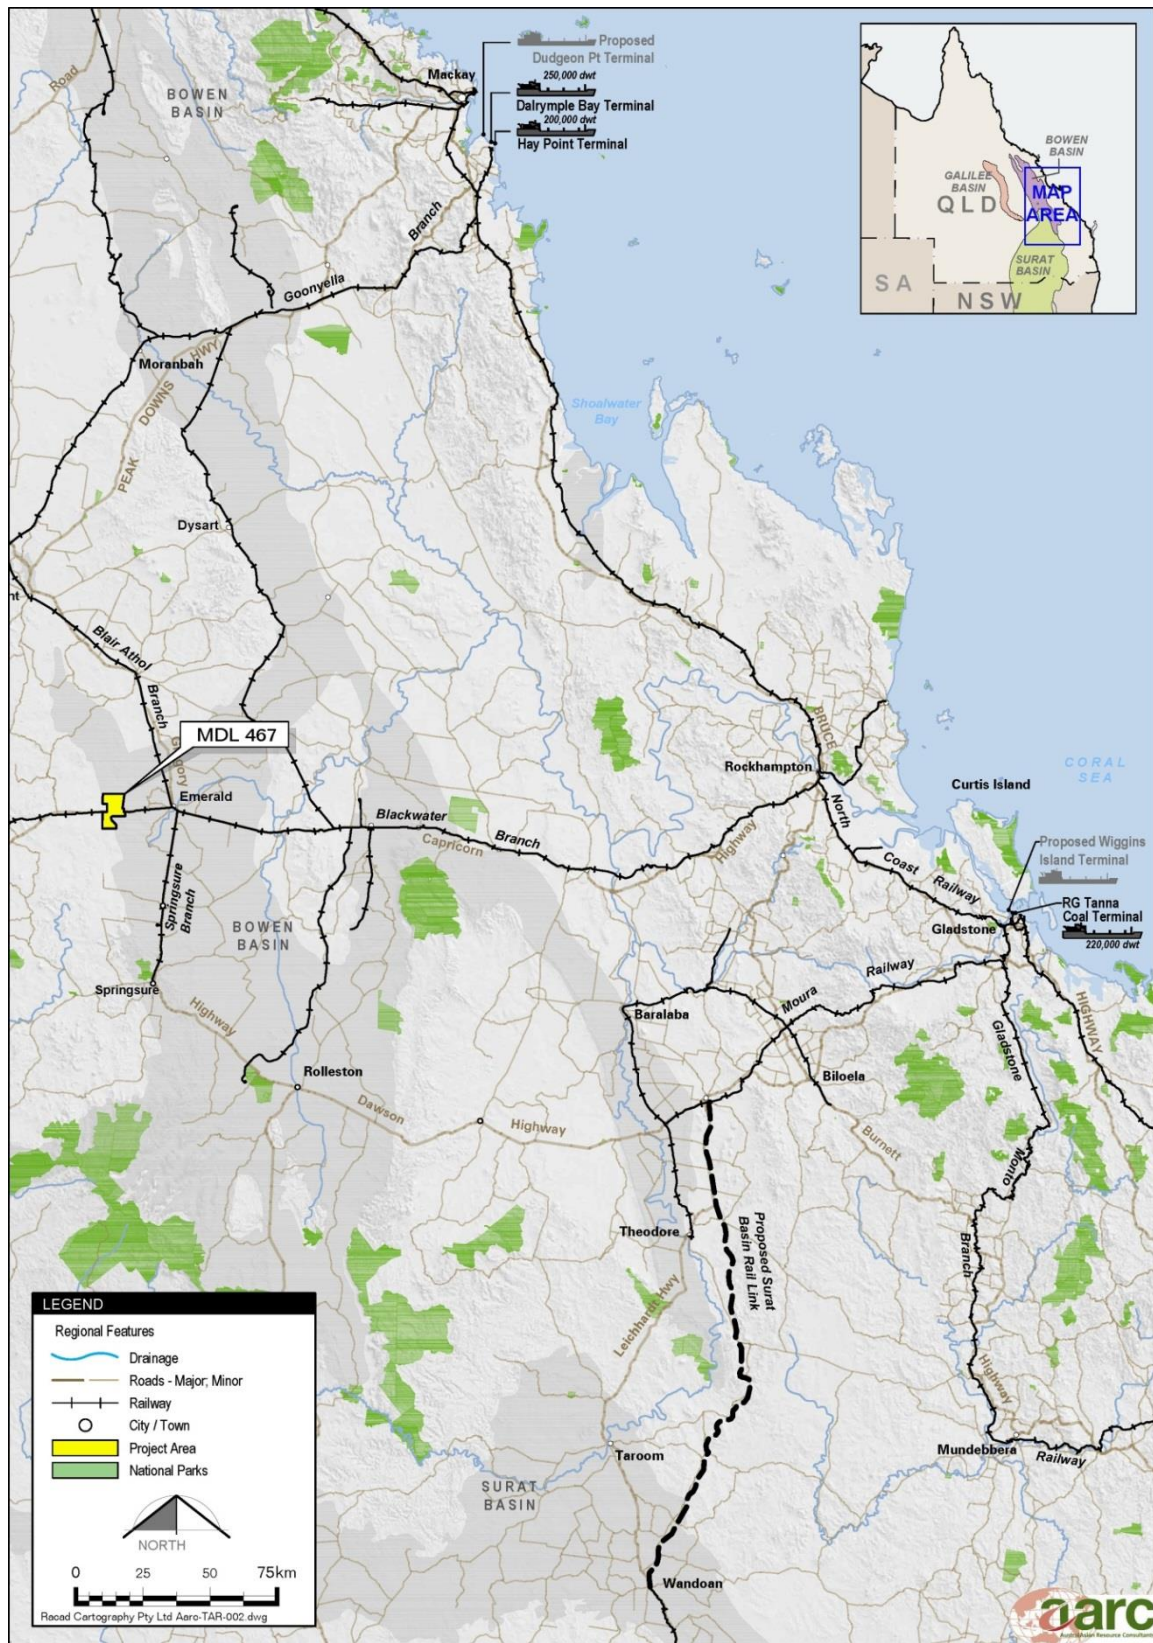 Proposed
Dudgeon Pt Terminal
250,000 dwt
Dalrymple Bay Terminal
200,000 dwt
Hay Point Terminal
Mackay
Road
BOWEN
BASIN
BOWEN
BASIN
GALILEE
BASIN
QLD
MAP
AREA
SURAT
BASIN
SA
NSW
Branch
Goonyella
Moranbah
HWY
DOWNS
PEAK
Shoalwater
Bay
Dysart
nt
Blair Athol
Branch
Gregory
MDL 467
Emerald
BRUCE
Rockhampton
CORAL
SEA
Curtis Island
Blackwater
Branch
Capricorn
Highway
North
Coast
Railway
Proposed Wiggins
Island Terminal
RG Tanna
Coal Terminal
220,000 dwt
Gladstone
Springsure
Branch
BOWEN
BASIN
Springsure
Highway
Railway
Moura
Baralaba
HIGHWAY
Gladstone
Biloela
Rolleston
Dawson
Highway
Burnett
Monto
Theodore
Proposed Surat
Basin Rail Link
Branch
Leichhardt Hwy
Highway
Mundebbera
Railway
Taroom
SURAT
BASIN
Wandoan
LEGEND
Regional Features
Drainage
Roads - Major; Minor
Railway
City / Town
Project Area
National Parks
NORTH
0 25 50 75km
Racad Cartography Pty Ltd Aarc-TAR-002.dwg
aarc
AustralAsian Resource Consultants